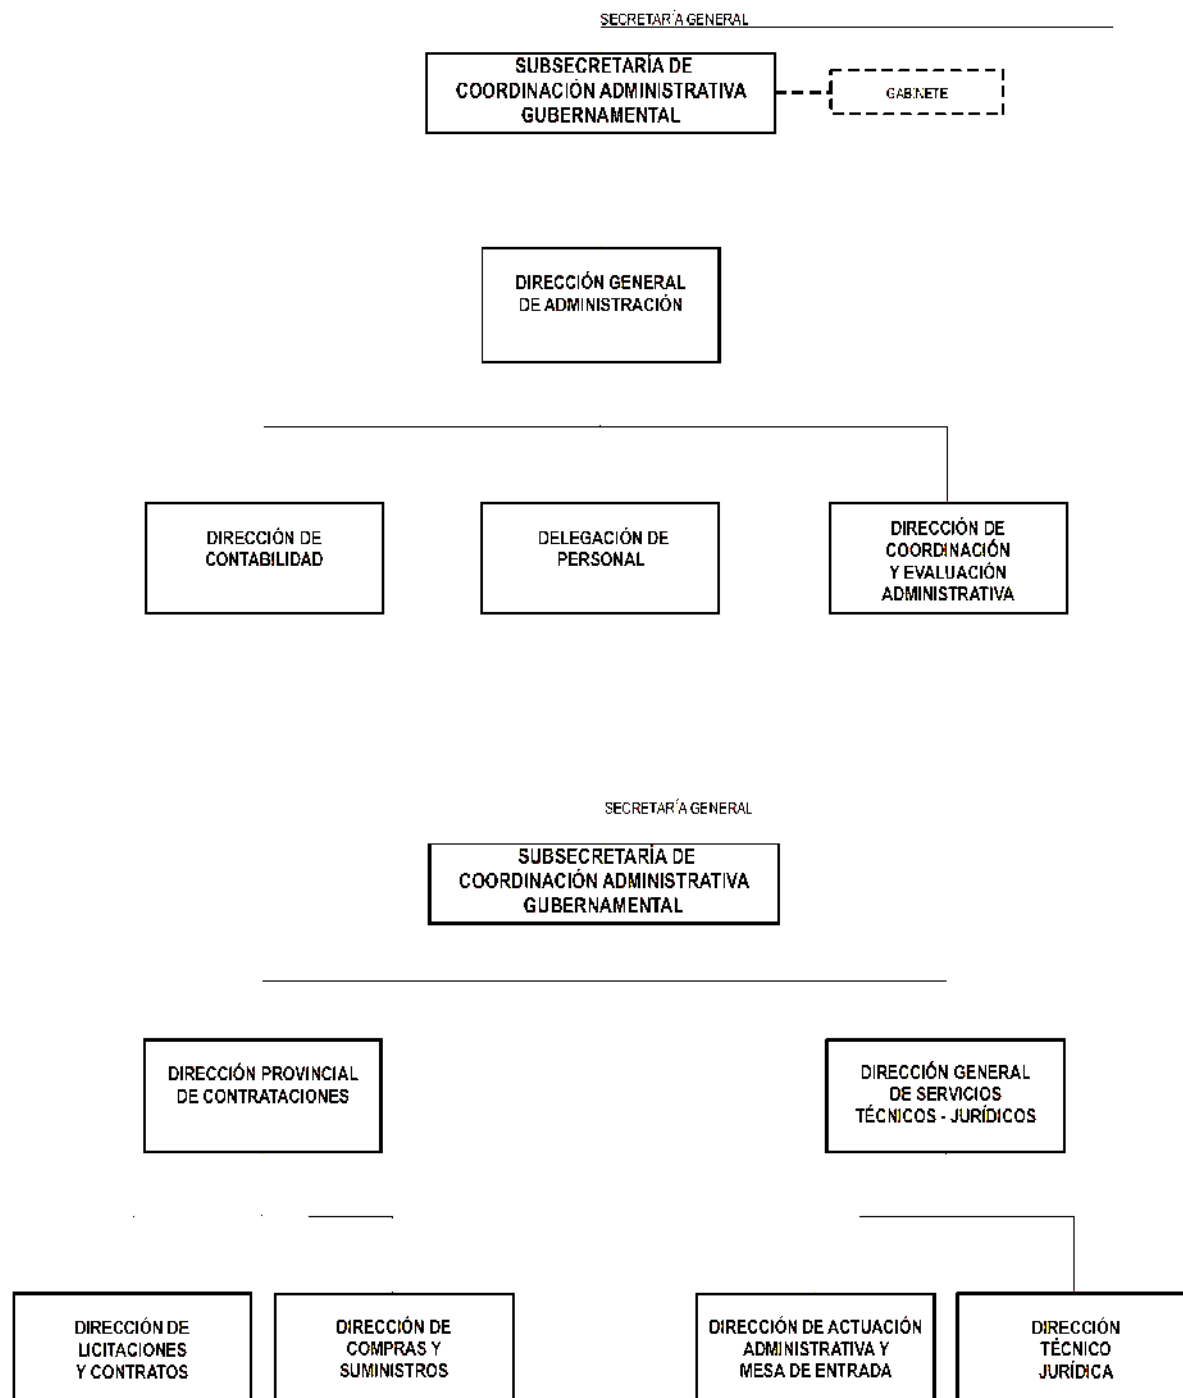 SECRETARÍA GENERAL
SUBSECRETARÍA DE
COORDINACIÓN ADMINISTRATIVA
GUBERNAMENTAL
GABINETE
DIRECCIÓN GENERAL
DE ADMINISTRACIÓN
DIRECCIÓN DE
CONTABILIDAD
DELEGACIÓN DE
PERSONAL
DIRECCIÓN DE
COORDINACIÓN
Y EVALUACIÓN
ADMINISTRATIVA
SECRETARÍA GENERAL
SUBSECRETARÍA DE
COORDINACIÓN ADMINISTRATIVA
GUBERNAMENTAL
DIRECCIÓN PROVINCIAL
DE CONTRATACIONES
DIRECCIÓN GENERAL
DE SERVICIOS
TÉCNICOS - JURÍDICOS
DIRECCIÓN DE
LICITACIONES
Y CONTRATOS
DIRECCIÓN DE
COMPRAS Y
SUMINISTROS
DIRECCIÓN DE ACTUACIÓN
ADMINISTRATIVA Y
MESA DE ENTRADA
DIRECCIÓN
TÉCNICO
JURÍDICA